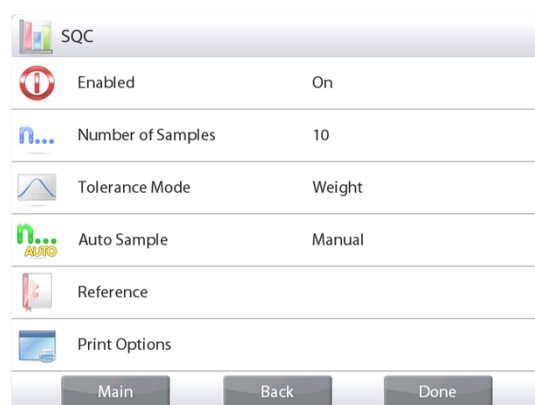 SQC
Enabled On
n... Number of Samples 10
Tolerance Mode Weight
n... AUTO Auto Sample Manual
Reference
Print Options
Main Back Done